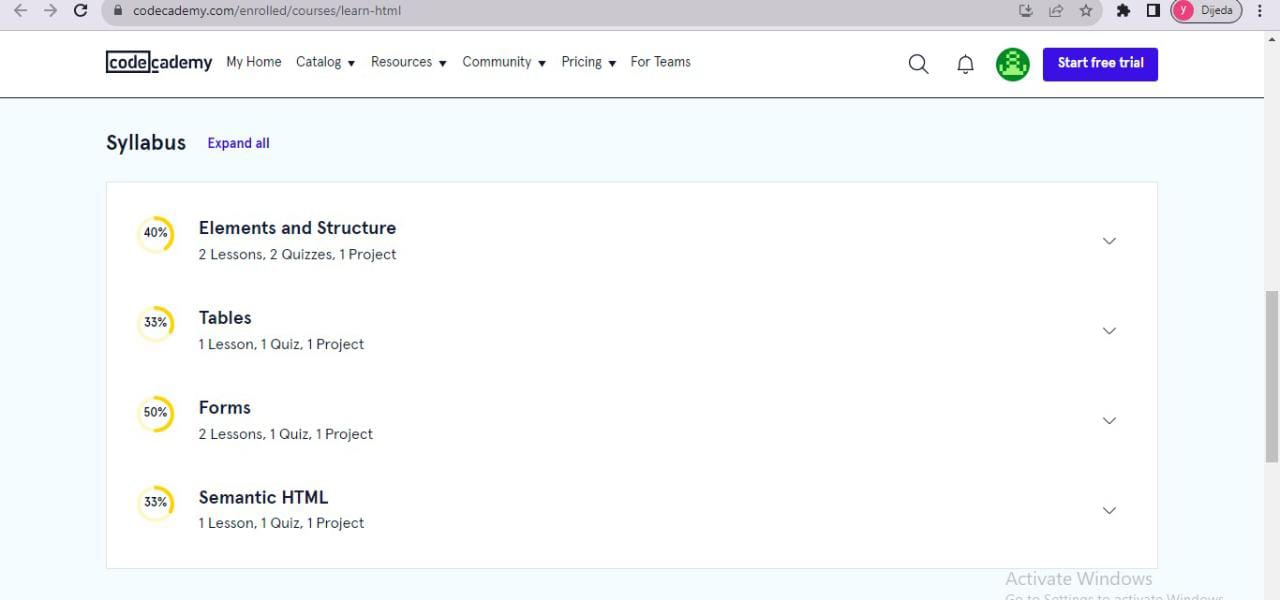 codecademy.com/enrolled/courses/learn-html
y Dijeda
codecademy My Home Catalog Resources Community Pricing For Teams Start free trial
Syllabus Expand all
40% Elements and Structure
2 Lessons, 2 Quizzes, 1 Project
33% Tables
1 Lesson, 1 Quiz, 1 Project
50% Forms
2 Lessons, 1 Quiz, 1 Project
33% Semantic HTML
1 Lesson, 1 Quiz, 1 Project
Activate Windows
Go to Settings to activate Windows.